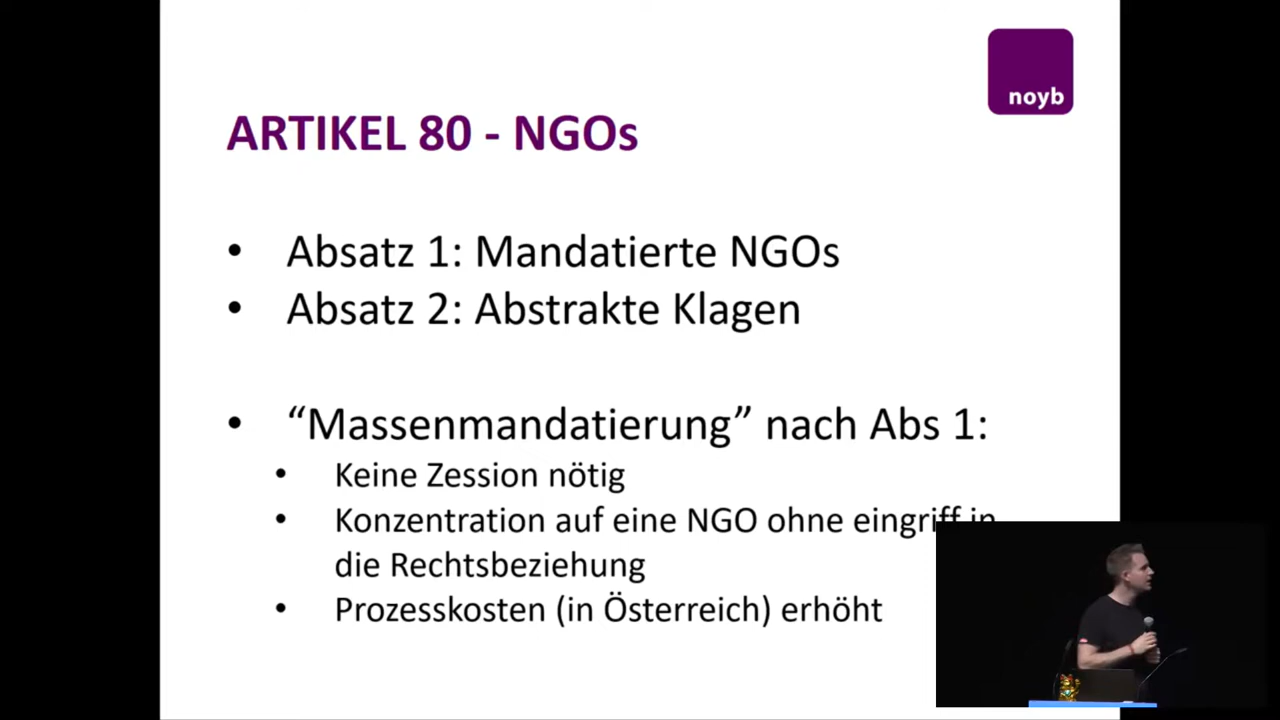 noyb
ARTIKEL 80 - NGOs
• Absatz 1: Mandatierte NGOs
• Absatz 2: Abstrakte Klagen
• “Massenmandatierung” nach Abs 1:
• Keine Zession nötig
• Konzentration auf eine NGO ohne eingriff in
die Rechtsbeziehung
• Prozesskosten (in Österreich) erhöht